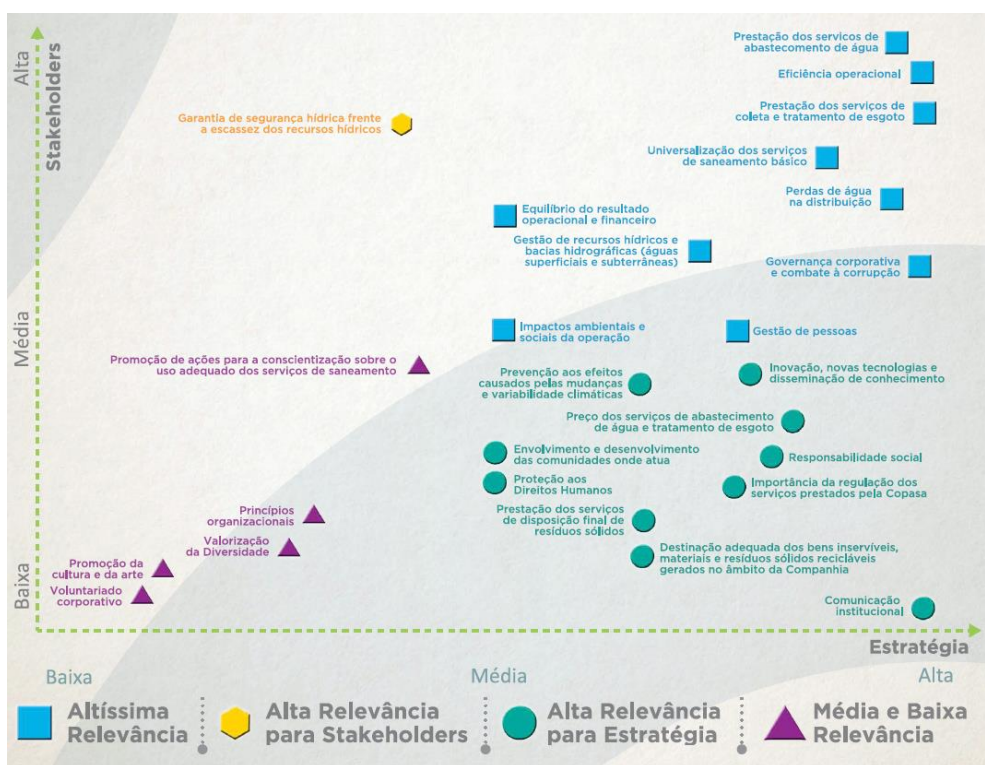 Alta
Stakeholders
Média
Baixa
Prestação dos servicos de
abastecomento de água
Eficiência operacional
Garantia de segurança hídrica frente
a escassez dos recursos hídricos
Prestação dos serviços de
coleta e tratamento de esgoto
Universalização dos serviços
de saneamento básico
Perdas de água
na distribuição
Equilíbrio do resultado
operacional e financeiro
Gestão de recursos hídricos e
bacias hidrográficas (águas
superficiais e subterrâneas)
Governança corporativa
e combate à corrupção
Impactos ambientais e
sociais da operação
Gestão de pessoas
Promoção de ações para a conscientização sobre o
uso adequado dos serviços de saneamento
Prevenção aos efeitos
causados pelas mudanças
e variabilidade climáticas
Inovação, novas tecnologias e
disseminação de conhecimento
Preço dos serviços de abastecimento
de água e tratamento de esgoto
Envolvimento e desenvolvimento
das comunidades onde atua
Responsabilidade social
Proteção aos
Direitos Humanos
Importância da regulação dos
serviços prestados pela Copasa
Princípios
organizacionais
Prestação dos serviços
de disposição final de
resíduos sólidos
Valorização
da Diversidade
Destinação adequada dos bens inservíveis,
materiais e resíduos sólidos recicláveis
gerados no âmbito da Companhia
Promoção da
cultura e da arte
Voluntariado
corporativo
Comunicação
institucional
Estratégia
Baixa
Média
Alta
Altíssima
Relevância
Alta Relevância
para Stakeholders
Alta Relevância
para Estratégia
Média e Baixa
Relevância